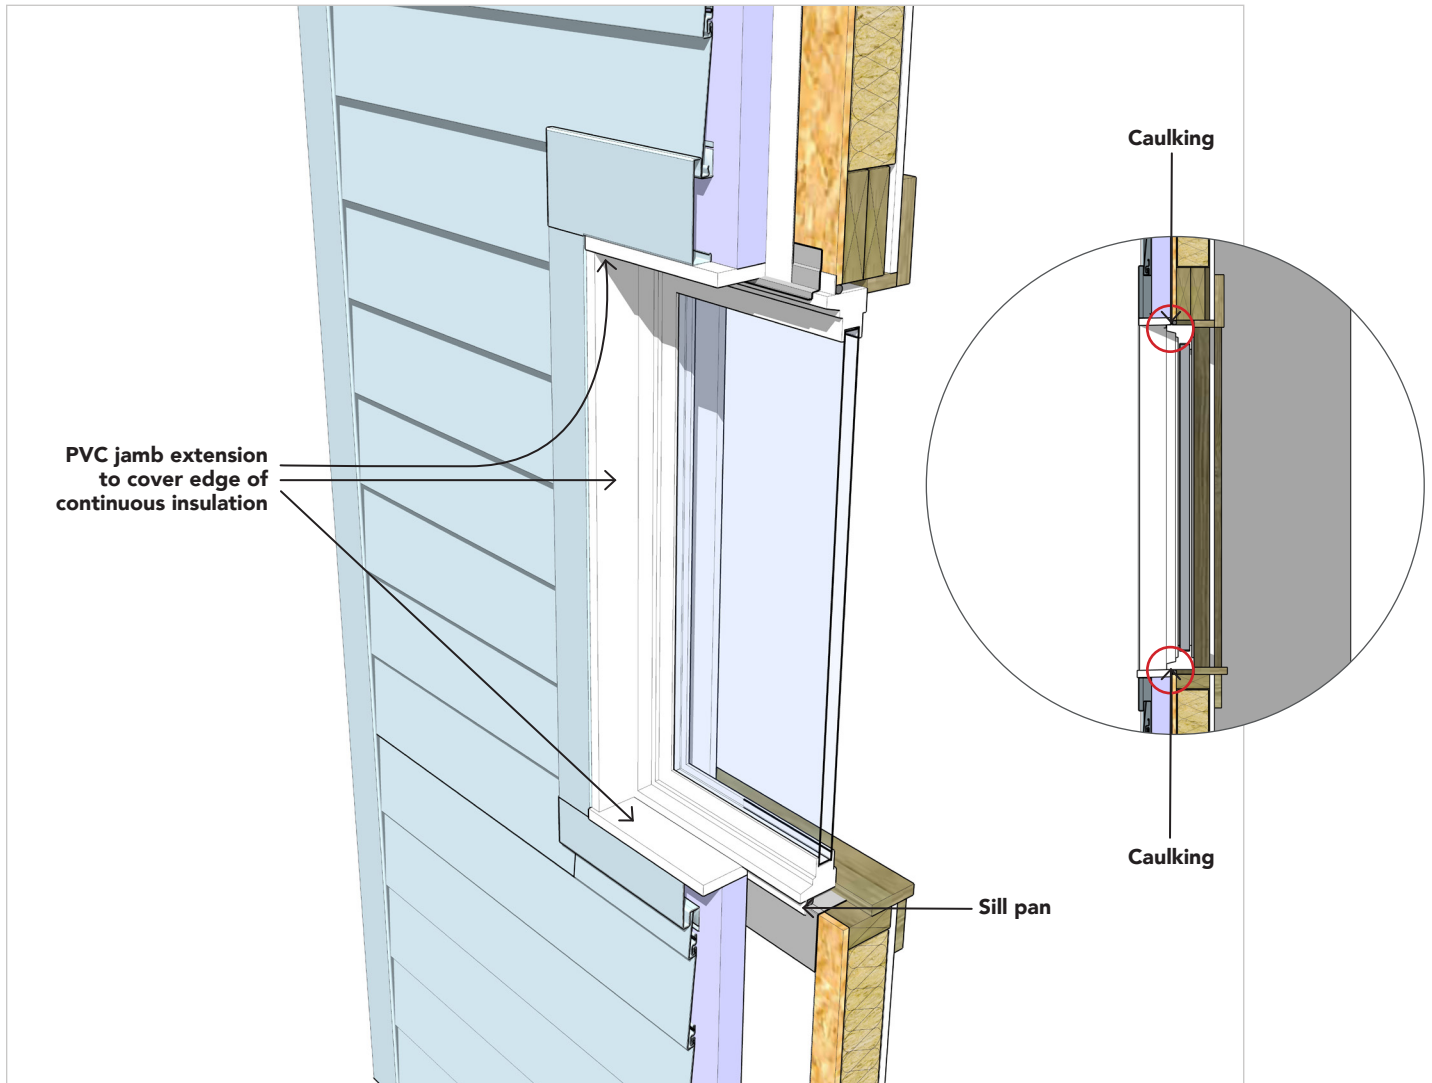 Caulking
PVC jamb extension
to cover edge of
continuous insulation
Caulking
Sill pan